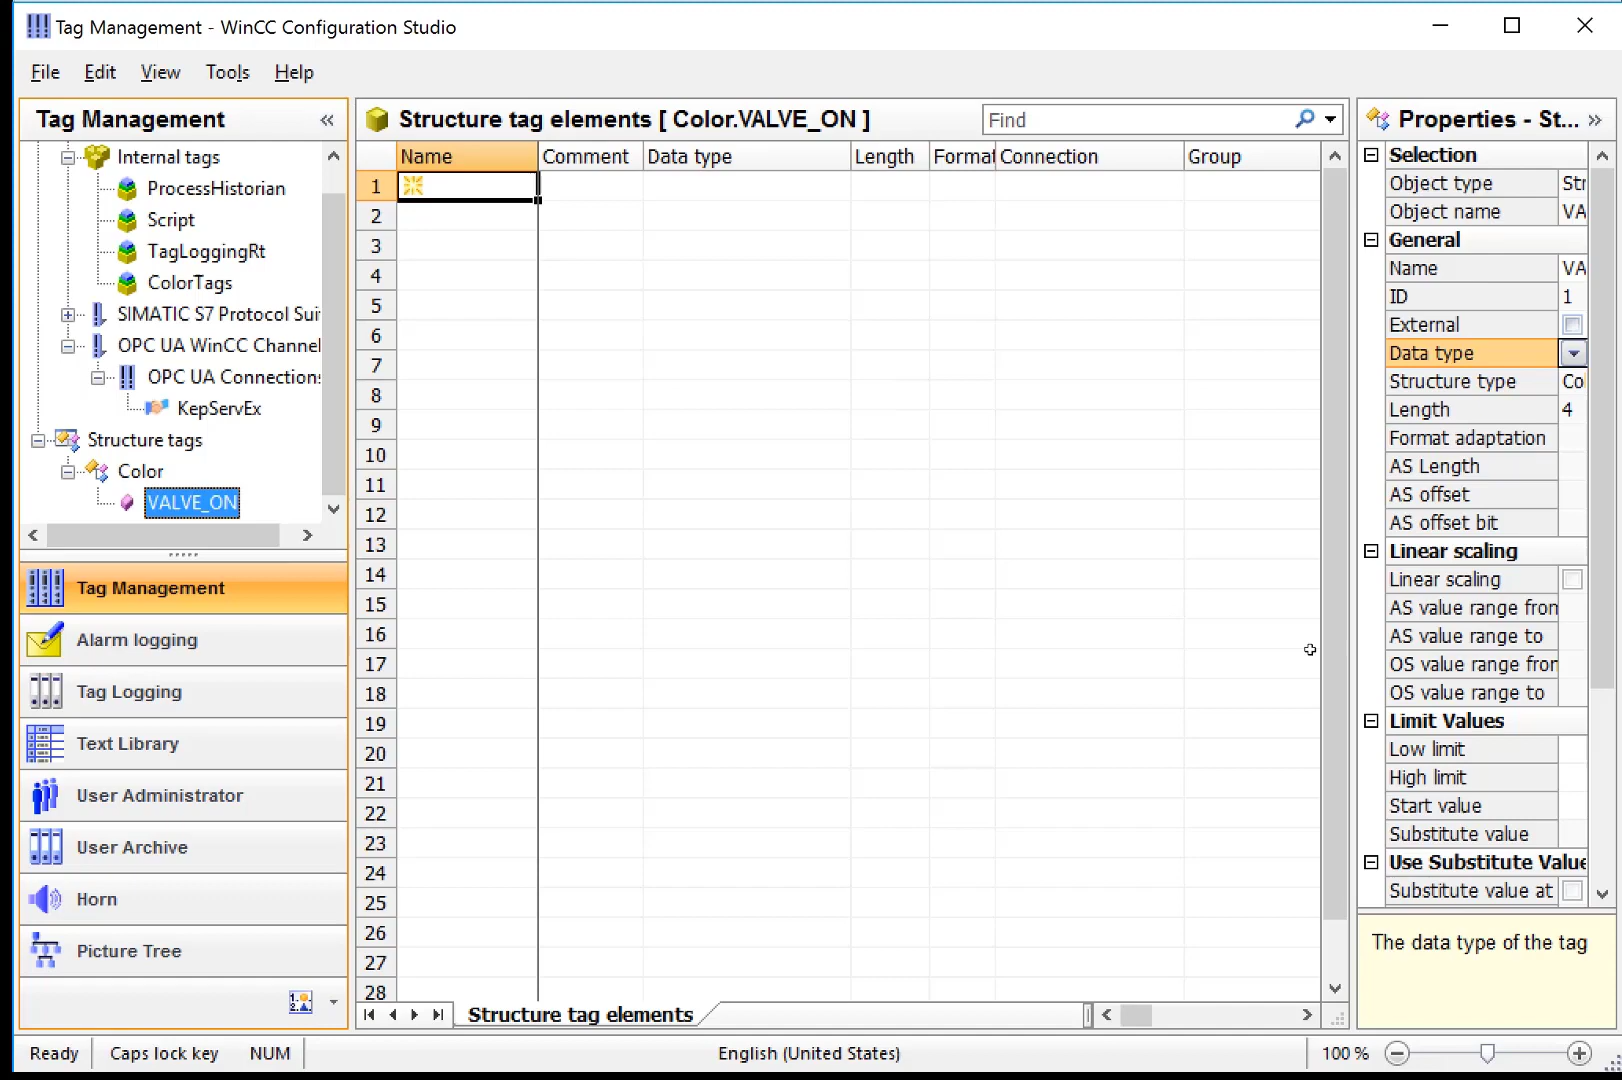 Tag Management - WinCC Configuration Studio
File Edit View Tools Help
Tag Management «
Internal tags
ProcessHistorian
Script
TagLoggingRt
ColorTags
SIMATIC S7 Protocol Sui
OPC UA WinCC Channel
OPC UA Connections
KepServEx
Structure tags
Color
VALVE_ON
Tag Management
Alarm logging
Tag Logging
Text Library
User Administrator
User Archive
Horn
Picture Tree
Structure tag elements [ Color.VALVE_ON ] Find
Name Comment Data type Length Format Connection Group
1
2
3
4
5
6
7
8
9
10
11
12
13
14
15
16
17
18
19
20
21
22
23
24
25
26
27
28
Structure tag elements
Properties - St... »
Selection
Object type Str
Object name VA
General
Name VA
ID 1
External
Data type
Structure type Co
Length 4
Format adaptation
AS Length
AS offset
AS offset bit
Linear scaling
Linear scaling
AS value range from
AS value range to
OS value range from
OS value range to
Limit Values
Low limit
High limit
Start value
Substitute value
Use Substitute Value
Substitute value at
The data type of the tag
Ready Caps lock key NUM English (United States) 100 %